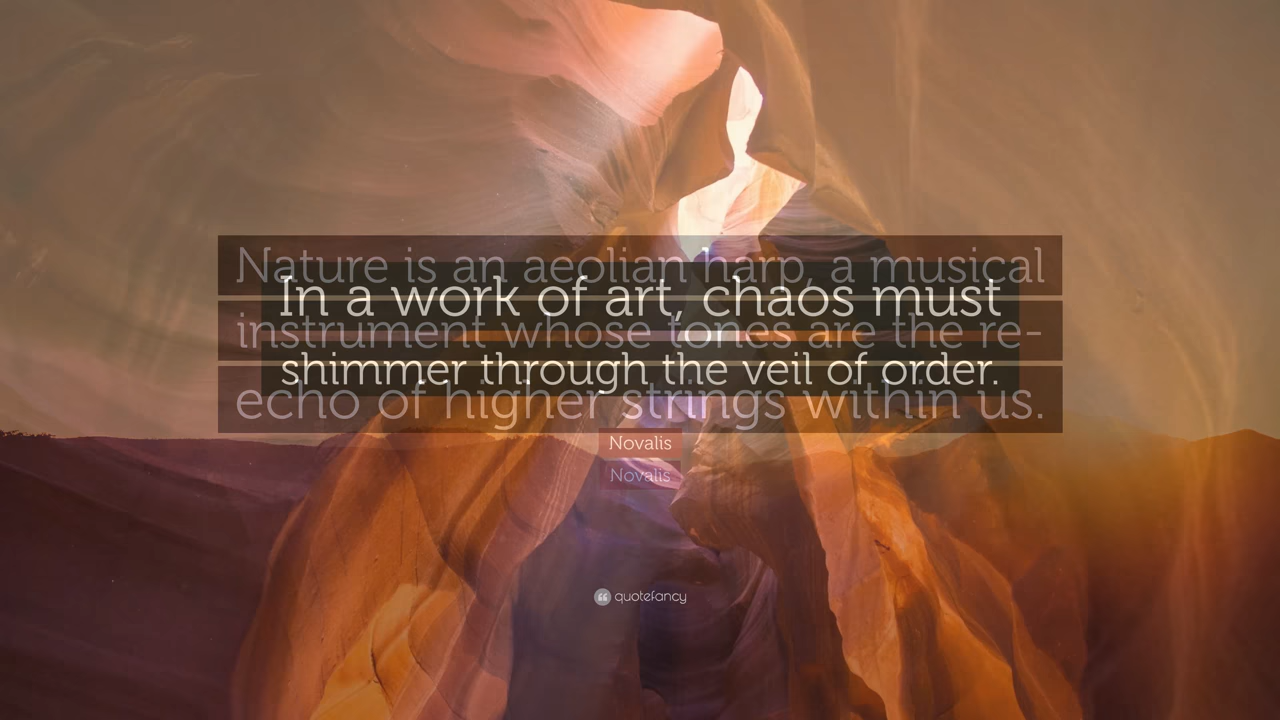 Nature is an aeolian harp, a musical
instrument whose tones are the re-
echo of higher strings within us.
Novalis
In a work of art, chaos must
shimmer through the veil of order.
Novalis
quotefancy